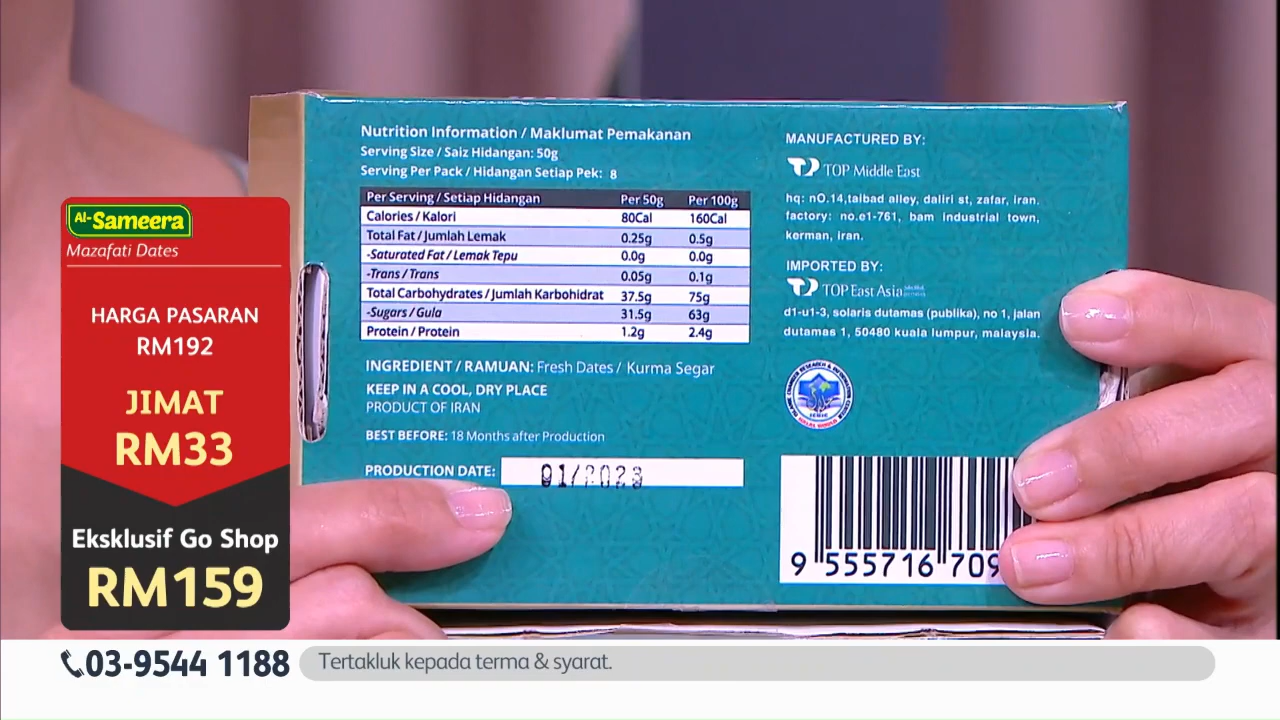 Nutrition Information / Maklumat Pemakanan
Serving Size / Saiz Hidangan: 50g
Serving Per Pack / Hidangan Setiap Pek: 8
Per Serving / Setiap Hidangan Per 50g Per 100g
Calories / Kalori 80Cal 160Cal
Total Fat / Jumlah Lemak 0.25g 0.5g
-Saturated Fat / Lemak Tepu 0.0g 0.0g
-Trans / Trans 0.05g 0.1g
Total Carbohydrates / Jumlah Karbohidrat 37.5g 75g
-Sugars / Gula 31.5g 63g
Protein / Protein 1.2g 2.4g
INGREDIENT / RAMUAN: Fresh Dates / Kurma Segar
KEEP IN A COOL, DRY PLACE
PRODUCT OF IRAN
BEST BEFORE: 18 Months after Production
PRODUCTION DATE: 01/2023
MANUFACTURED BY:
TOP Middle East
hq: nO.14,taibad alley, daliri st, zafar, iran.
factory: no.e1-761, bam industrial town,
kerman, iran.
IMPORTED BY:
TOP East Asia
d1-u1-3, solaris dutamas (publika), no 1, jalan
dutamas 1, 50480 kuala lumpur, malaysia.
9 555716 709
Al-Sameera
Mazafati Dates
HARGA PASARAN
RM192
JIMAT
RM33
Eksklusif Go Shop
RM159
03-9544 1188
Tertakluk kepada terma & syarat.